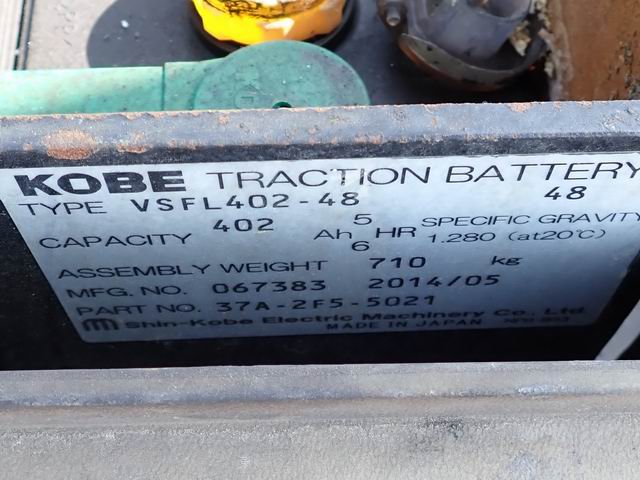 KOBE TRACTION BATTERY
TYPE VSFL402-48 48
CAPACITY 402 Ah 5 HR SPECIFIC GRAVITY
6 1.280 (at20°C)
ASSEMBLY WEIGHT 710 kg
MFG. NO. 067383 2014/05
PART NO. 37A-2F5-5021
Shin-Kobe Electric Machinery Co., Ltd.
MADE IN JAPAN